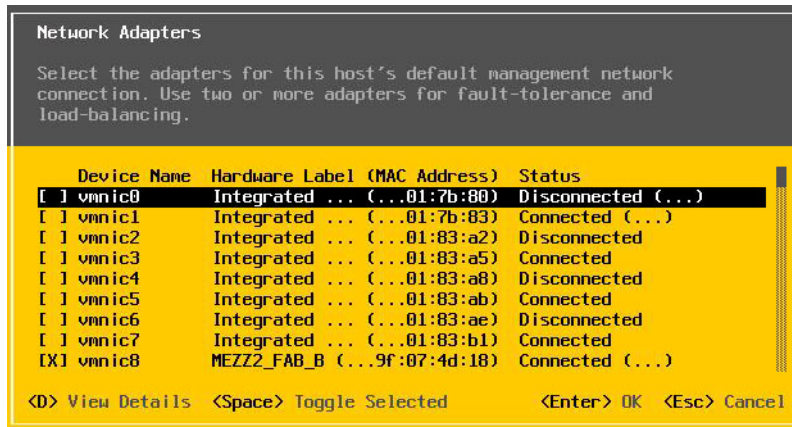 Network Adapters
Select the adapters for this host's default management network
connection. Use two or more adapters for fault-tolerance and
load-balancing.
Device Name Hardware Label (MAC Address) Status
[ ] vmnic0 Integrated ... (...01:7b:80) Disconnected (...)
[ ] vmnic1 Integrated ... (...01:7b:83) Connected (...)
[ ] vmnic2 Integrated ... (...01:83:a2) Disconnected
[ ] vmnic3 Integrated ... (...01:83:a5) Connected
[ ] vmnic4 Integrated ... (...01:83:a8) Disconnected
[ ] vmnic5 Integrated ... (...01:83:ab) Connected
[ ] vmnic6 Integrated ... (...01:83:ae) Disconnected
[ ] vmnic7 Integrated ... (...01:83:b1) Connected
[X] vmnic8 MEZZ2_FAB_B (...9f:07:4d:18) Connected (...)
<D> View Details <Space> Toggle Selected <Enter> OK <Esc> Cancel